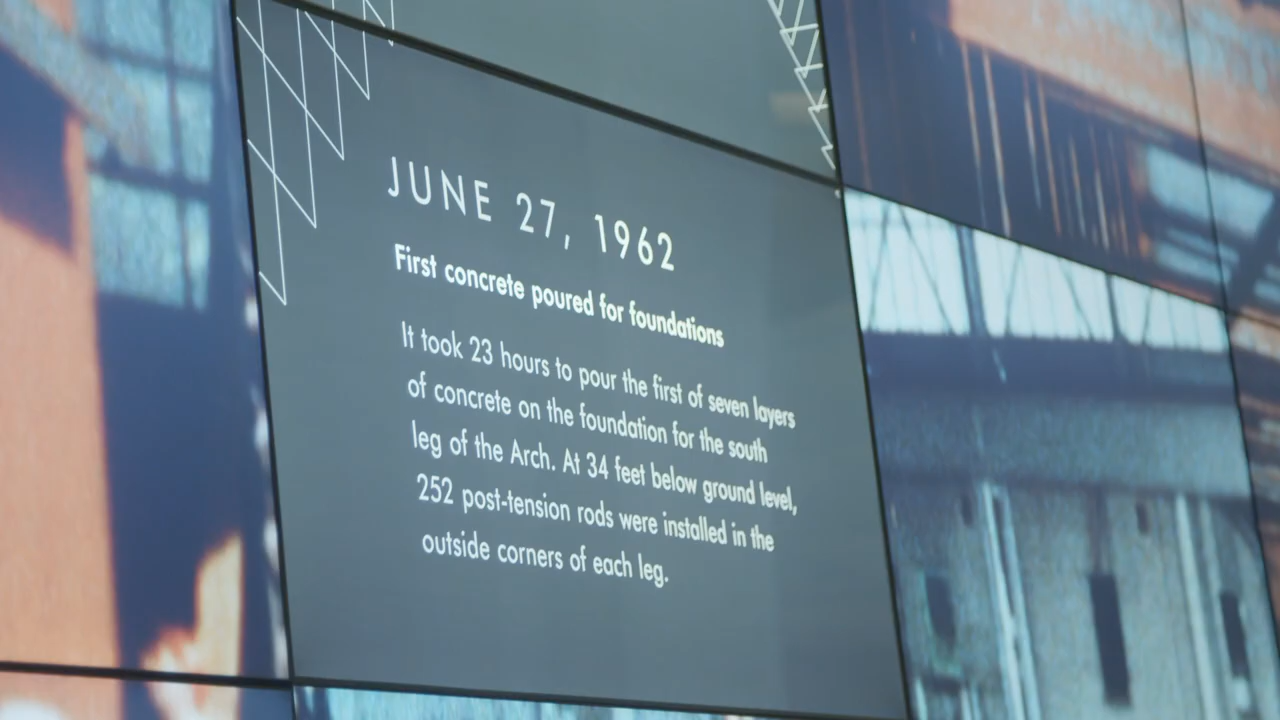 JUNE 27, 1962
First concrete poured for foundations
It took 23 hours to pour the first of seven layers
of concrete on the foundation for the south
leg of the Arch. At 34 feet below ground level,
252 post-tension rods were installed in the
outside corners of each leg.